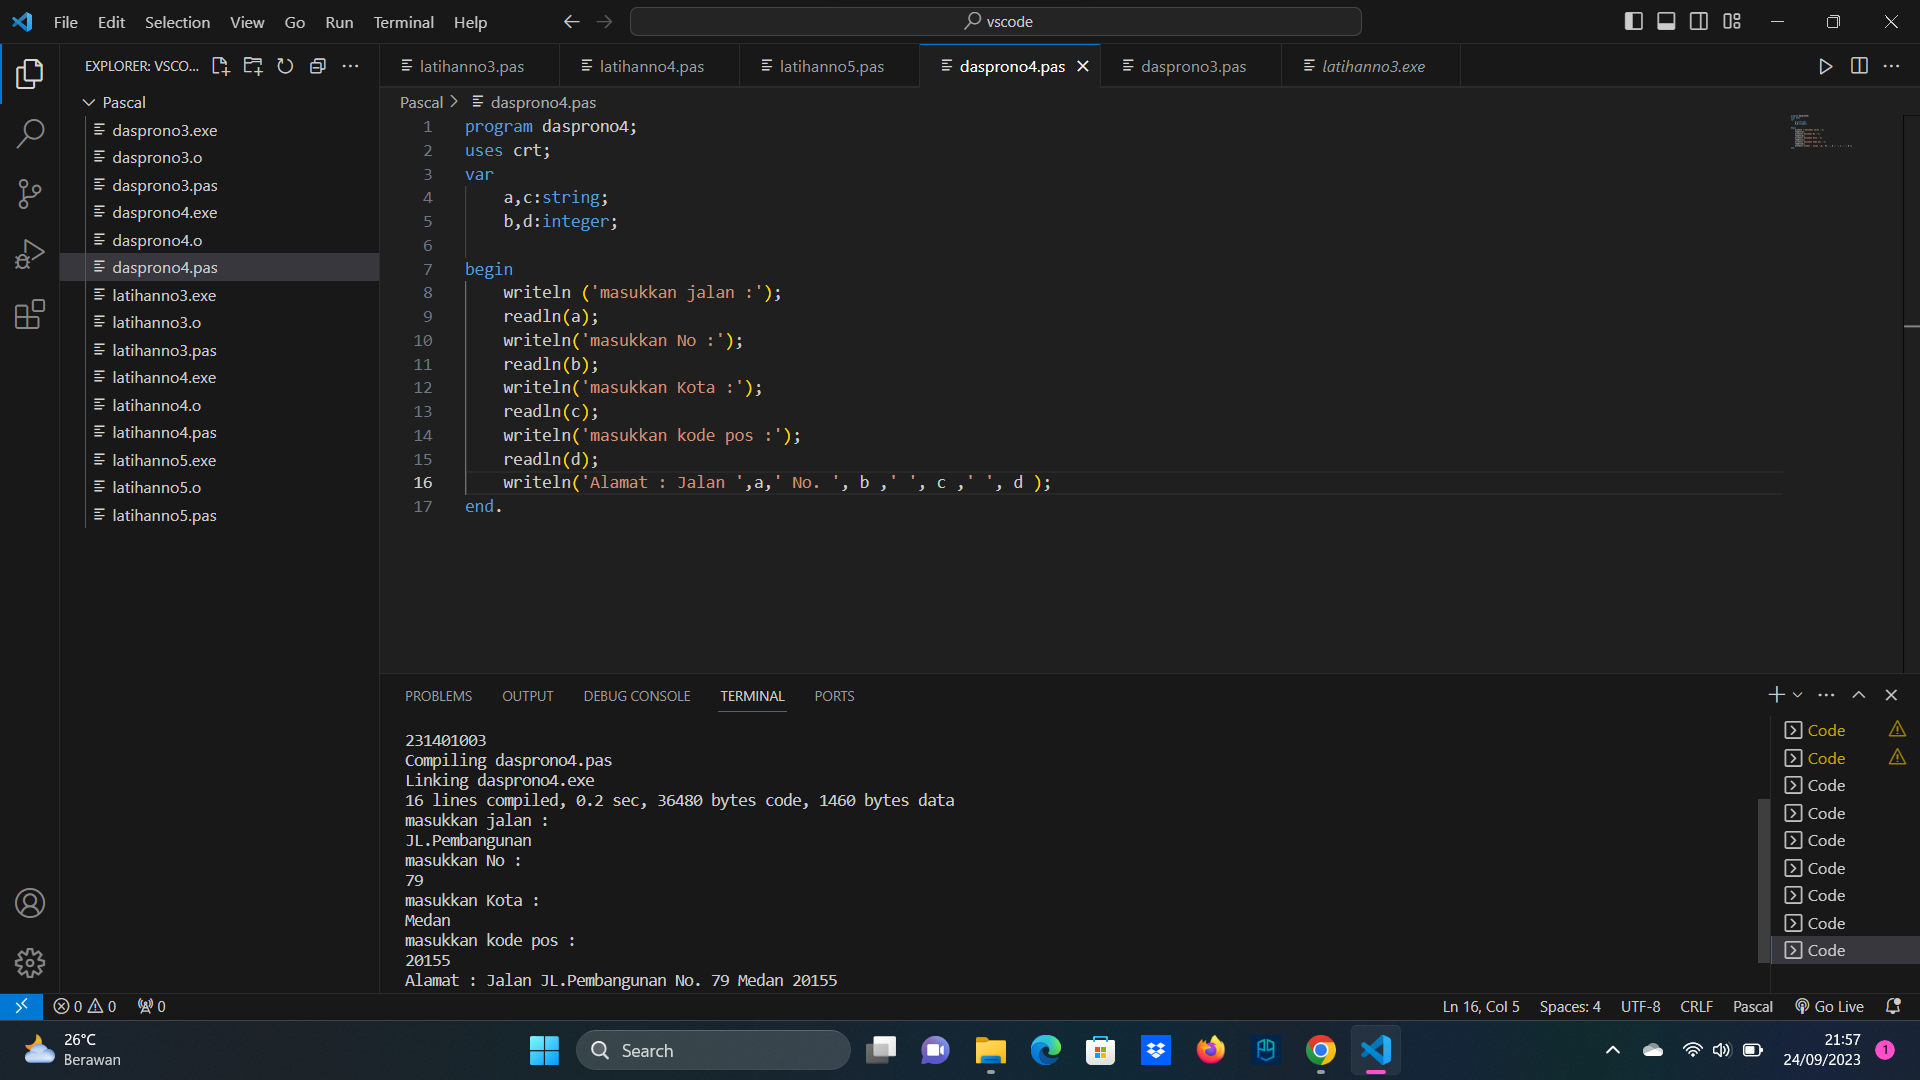 File Edit Selection View Go Run Terminal Help
vscode
EXPLORER: VSCO...
Pascal
dasprono3.exe
dasprono3.o
dasprono3.pas
dasprono4.exe
dasprono4.o
dasprono4.pas
latihanno3.exe
latihanno3.o
latihanno3.pas
latihanno4.exe
latihanno4.o
latihanno4.pas
latihanno5.exe
latihanno5.o
latihanno5.pas
latihanno3.pas latihanno4.pas latihanno5.pas dasprono4.pas dasprono3.pas latihanno3.exe
Pascal > dasprono4.pas
1 program dasprono4;
2 uses crt;
3 var
4 a,c:string;
5 b,d:integer;
6
7 begin
8 writeln ('masukkan jalan :');
9 readln(a);
10 writeln('masukkan No :');
11 readln(b);
12 writeln('masukkan Kota :');
13 readln(c);
14 writeln('masukkan kode pos :');
15 readln(d);
16 writeln('Alamat : Jalan ',a,' No. ', b ,' ', c ,' ', d );
17 end.
PROBLEMS OUTPUT DEBUG CONSOLE TERMINAL PORTS
231401003
Compiling dasprono4.pas
Linking dasprono4.exe
16 lines compiled, 0.2 sec, 36480 bytes code, 1460 bytes data
masukkan jalan :
JL.Pembangunan
masukkan No :
79
masukkan Kota :
Medan
masukkan kode pos :
20155
Alamat : Jalan JL.Pembangunan No. 79 Medan 20155
Code
Code
Code
Code
Code
Code
Code
Code
Code
0 0 0
Ln 16, Col 5 Spaces: 4 UTF-8 CRLF Pascal Go Live
26°C
Berawan
Search
21:57
24/09/2023
1